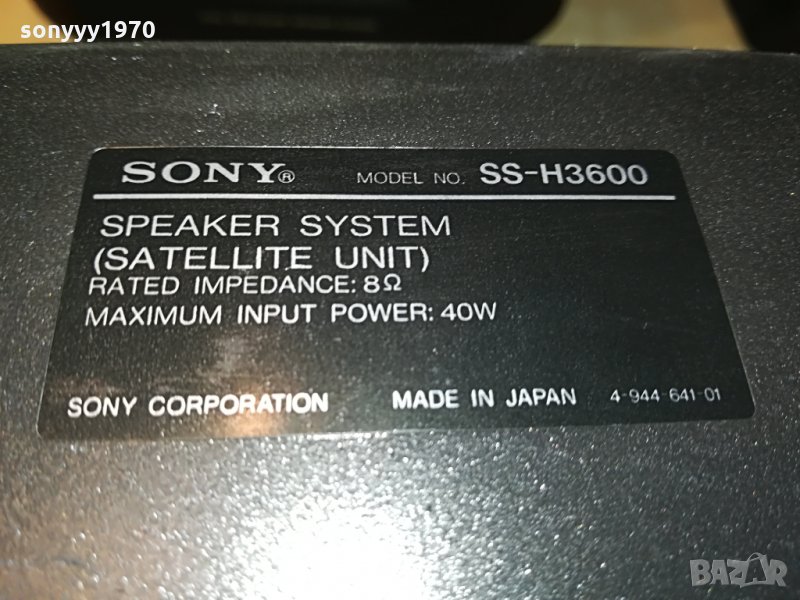 sonyyy1970
SONY® MODEL NO. SS-H3600
SPEAKER SYSTEM
(SATELLITE UNIT)
RATED IMPEDANCE: 8Ω
MAXIMUM INPUT POWER: 40W
SONY CORPORATION MADE IN JAPAN 4-944-641-01
BAZAR